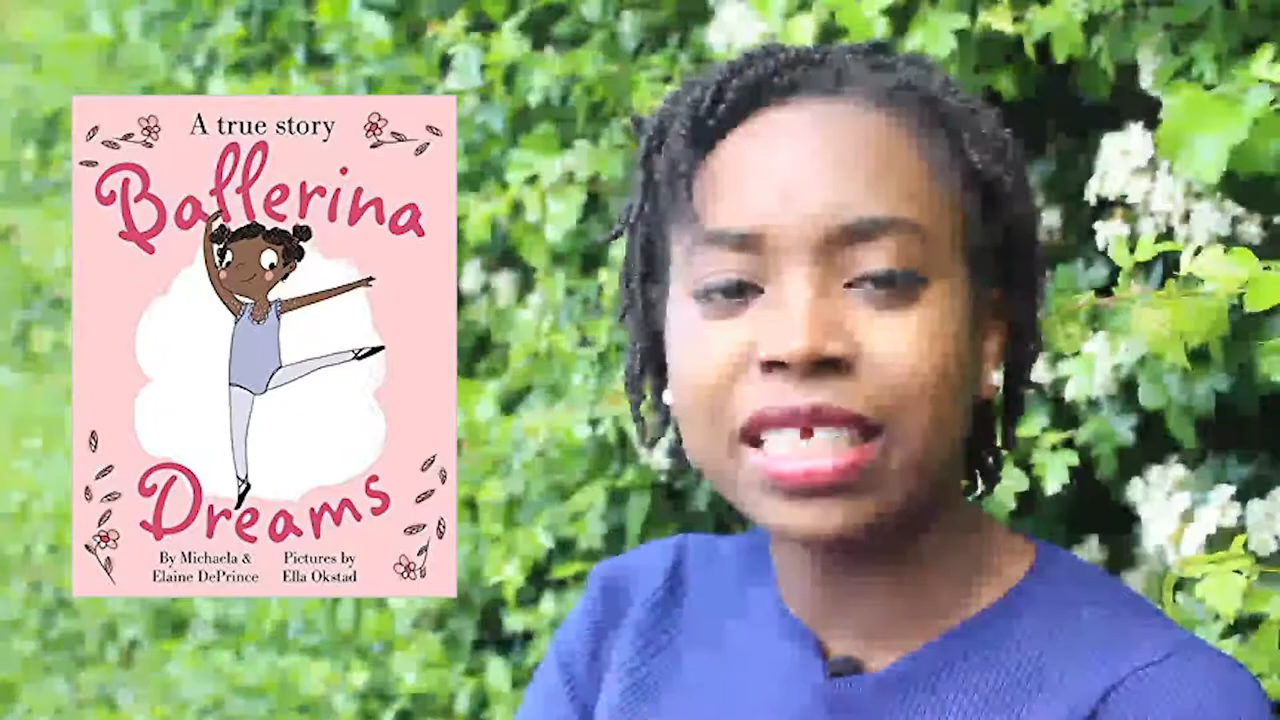 A true story
Ballerina
Dreams
By Michaela &
Elaine DePrince
Pictures by
Ella Okstad